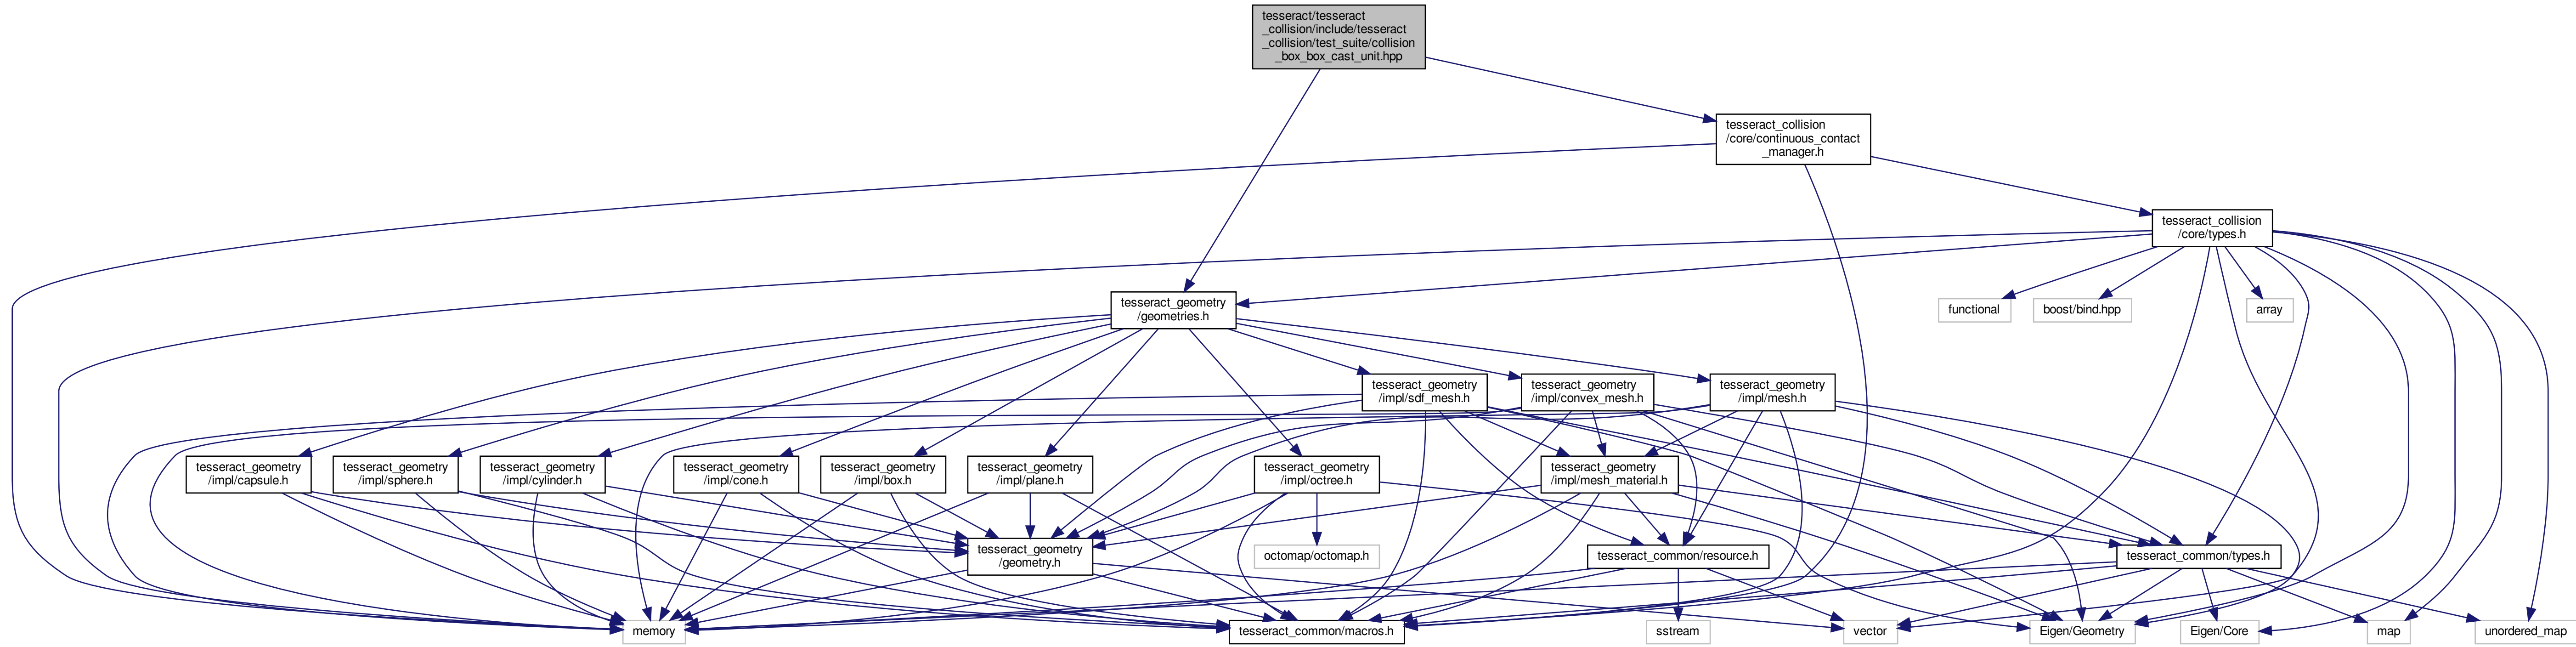 tesseract/tesseract
_collision/include/tesseract
_collision/test_suite/collision
_box_box_cast_unit.hpp
tesseract_collision
/core/continuous_contact
_manager.h
tesseract_collision
/core/types.h
tesseract_geometry
/geometries.h
functional
boost/bind.hpp
array
tesseract_geometry
/impl/sdf_mesh.h
tesseract_geometry
/impl/convex_mesh.h
tesseract_geometry
/impl/mesh.h
tesseract_geometry
/impl/capsule.h
tesseract_geometry
/impl/sphere.h
tesseract_geometry
/impl/cylinder.h
tesseract_geometry
/impl/cone.h
tesseract_geometry
/impl/box.h
tesseract_geometry
/impl/plane.h
tesseract_geometry
/impl/octree.h
tesseract_geometry
/impl/mesh_material.h
tesseract_geometry
/geometry.h
octomap/octomap.h
tesseract_common/resource.h
tesseract_common/types.h
memory
tesseract_common/macros.h
sstream
vector
Eigen/Geometry
Eigen/Core
map
unordered_map